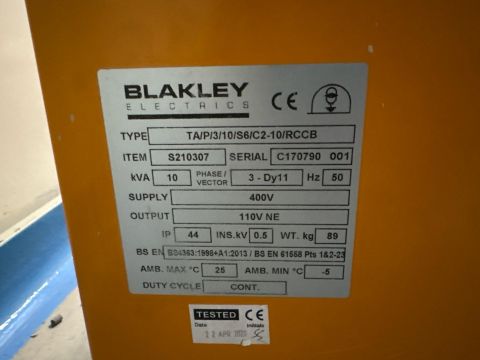 BLAKLEY
ELECTRICS CE
TYPE TA/P/3/10/S6/C2-10/RCCB
ITEM S210307 SERIAL C170790 001
kVA 10 PHASE / VECTOR 3 - Dy11 Hz 50
SUPPLY 400V
OUTPUT 110V NE
IP 44 INS.kV 0.5 WT. kg 89
BS EN BS4363:1998+A1:2013 / BS EN 61558 Pts 1&2-23
AMB. MAX °C 25 AMB. MIN °C -5
DUTY CYCLE CONT.
TESTED CE
Date Initials
APR